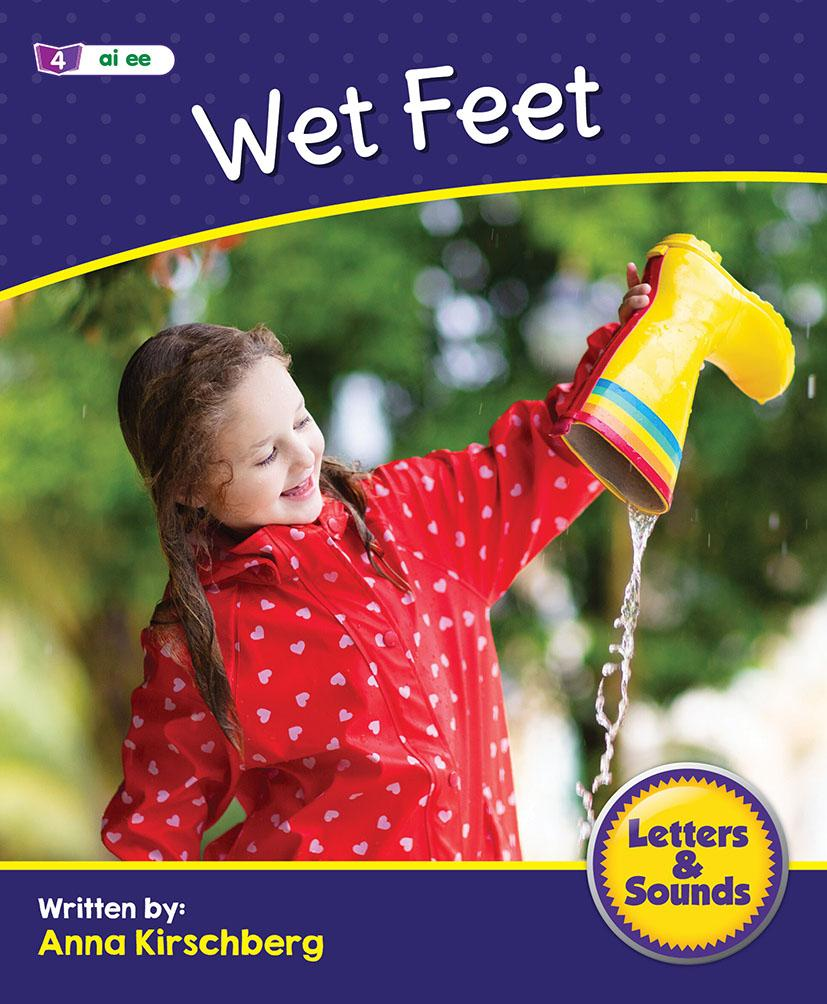 4 ai ee
Wet Feet
Letters
&
Sounds
Written by:
Anna Kirschberg